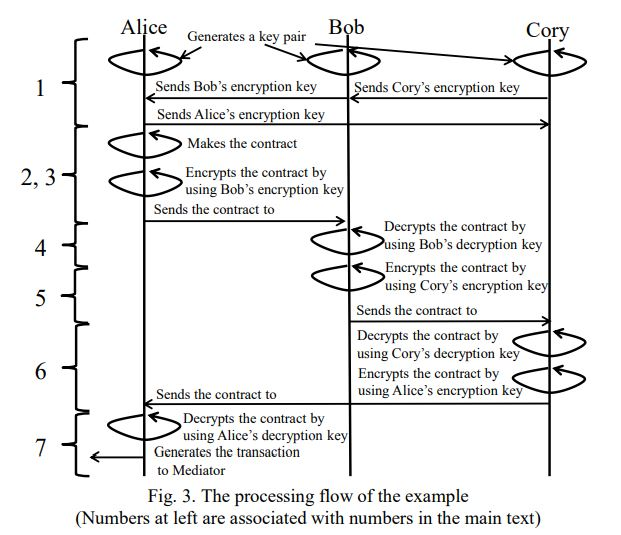 Alice
Bob
Cory
Generates a key pair
1
Sends Bob's encryption key
Sends Cory's encryption key
Sends Alice's encryption key
2, 3
Makes the contract
Encrypts the contract by
using Bob's encryption key
Sends the contract to
4
Decrypts the contract by
using Bob's decryption key
5
Encrypts the contract by
using Cory's encryption key
Sends the contract to
6
Decrypts the contract by
using Cory's decryption key
Encrypts the contract by
using Alice's encryption key
Sends the contract to
7
Decrypts the contract by
using Alice's decryption key
Generates the transaction
to Mediator
Fig. 3. The processing flow of the example
(Numbers at left are associated with numbers in the main text)